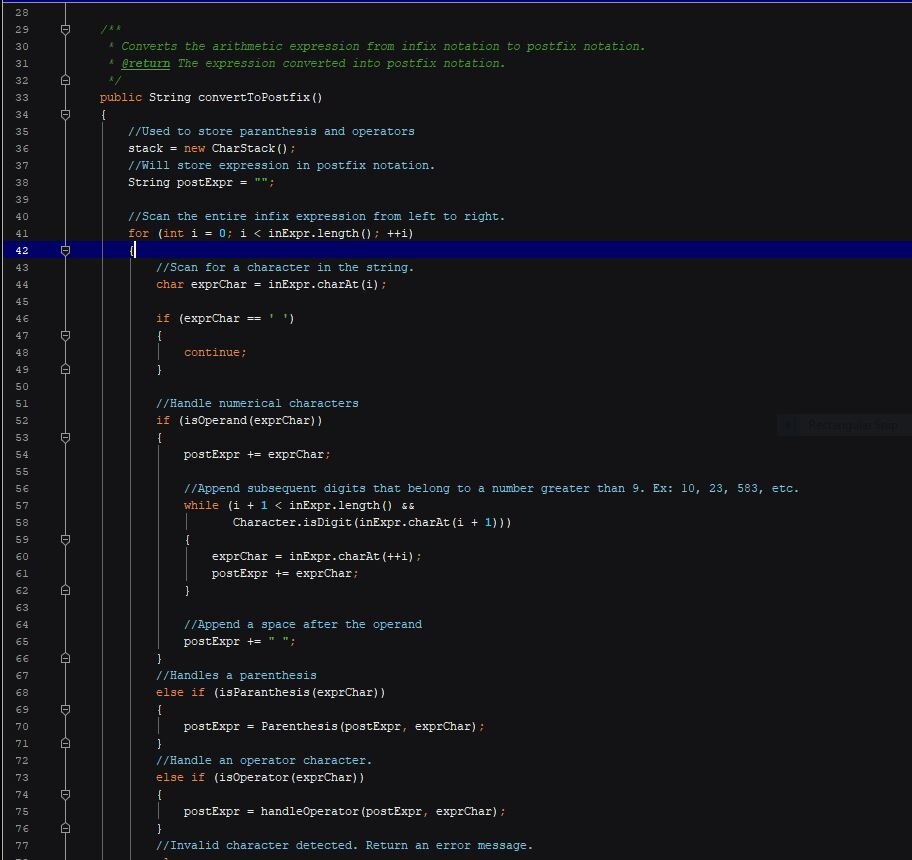 28
29 /**
30 * Converts the arithmetic expression from infix notation to postfix notation.
31 * @return The expression converted into postfix notation.
32 */
33 public String convertToPostfix()
34 {
35 //Used to store paranthesis and operators
36 stack = new CharStack();
37 //Will store expression in postfix notation.
38 String postExpr = "";
39
40 //Scan the entire infix expression from left to right.
41 for (int i = 0; i < inExpr.length(); ++i)
42 {
43 //Scan for a character in the string.
44 char exprChar = inExpr.charAt(i);
45
46 if (exprChar == ' ')
47 {
48 continue;
49 }
50
51 //Handle numerical characters
52 if (isOperand(exprChar))
53 {
54 postExpr += exprChar;
55
56 //Append subsequent digits that belong to a number greater than 9. Ex: 10, 23, 583, etc.
57 while (i + 1 < inExpr.length() &&
58 Character.isDigit(inExpr.charAt(i + 1)))
59 {
60 exprChar = inExpr.charAt(++i);
61 postExpr += exprChar;
62 }
63
64 //Append a space after the operand
65 postExpr += " ";
66 }
67 //Handles a parenthesis
68 else if (isParanthesis(exprChar))
69 {
70 postExpr = Parenthesis(postExpr, exprChar);
71 }
72 //Handle an operator character.
73 else if (isOperator(exprChar))
74 {
75 postExpr = handleOperator(postExpr, exprChar);
76 }
77 //Invalid character detected. Return an error message.
Rectangular Snip